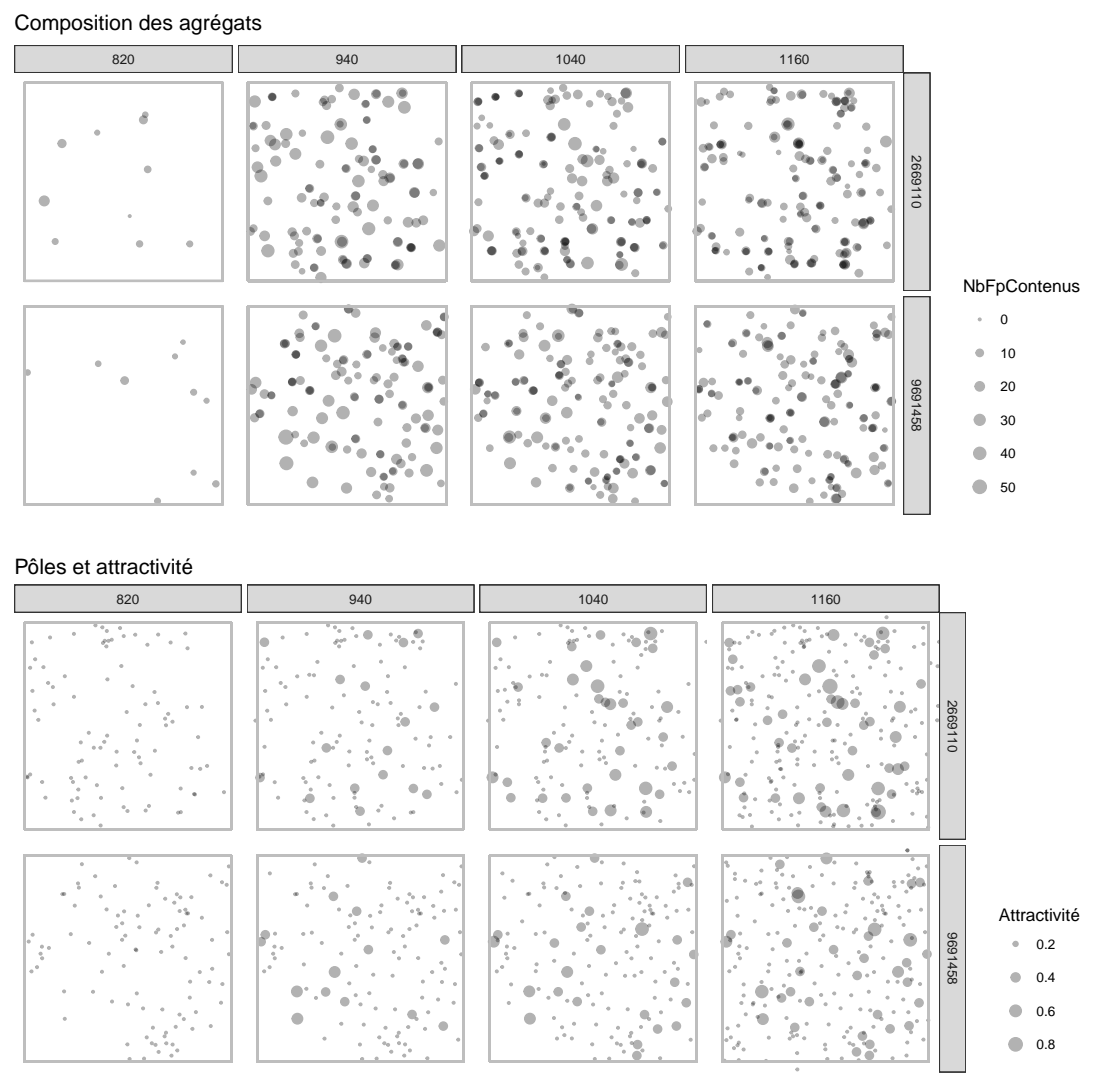 Composition des agrégats
820 940 1040 1160
2669110
9691458
NbFpContenus
0
10
20
30
40
50
Pôles et attractivité
820 940 1040 1160
2669110
9691458
Attractivité
0.2
0.4
0.6
0.8